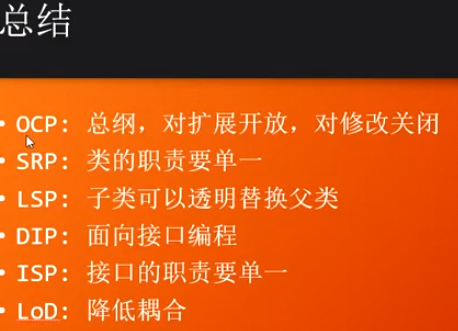 总结
• OCP: 总纲，对扩展开放，对修改关闭
• SRP: 类的职责要单一
• LSP: 子类可以透明替换父类
• DIP: 面向接口编程
• ISP: 接口的职责要单一
• LoD: 降低耦合